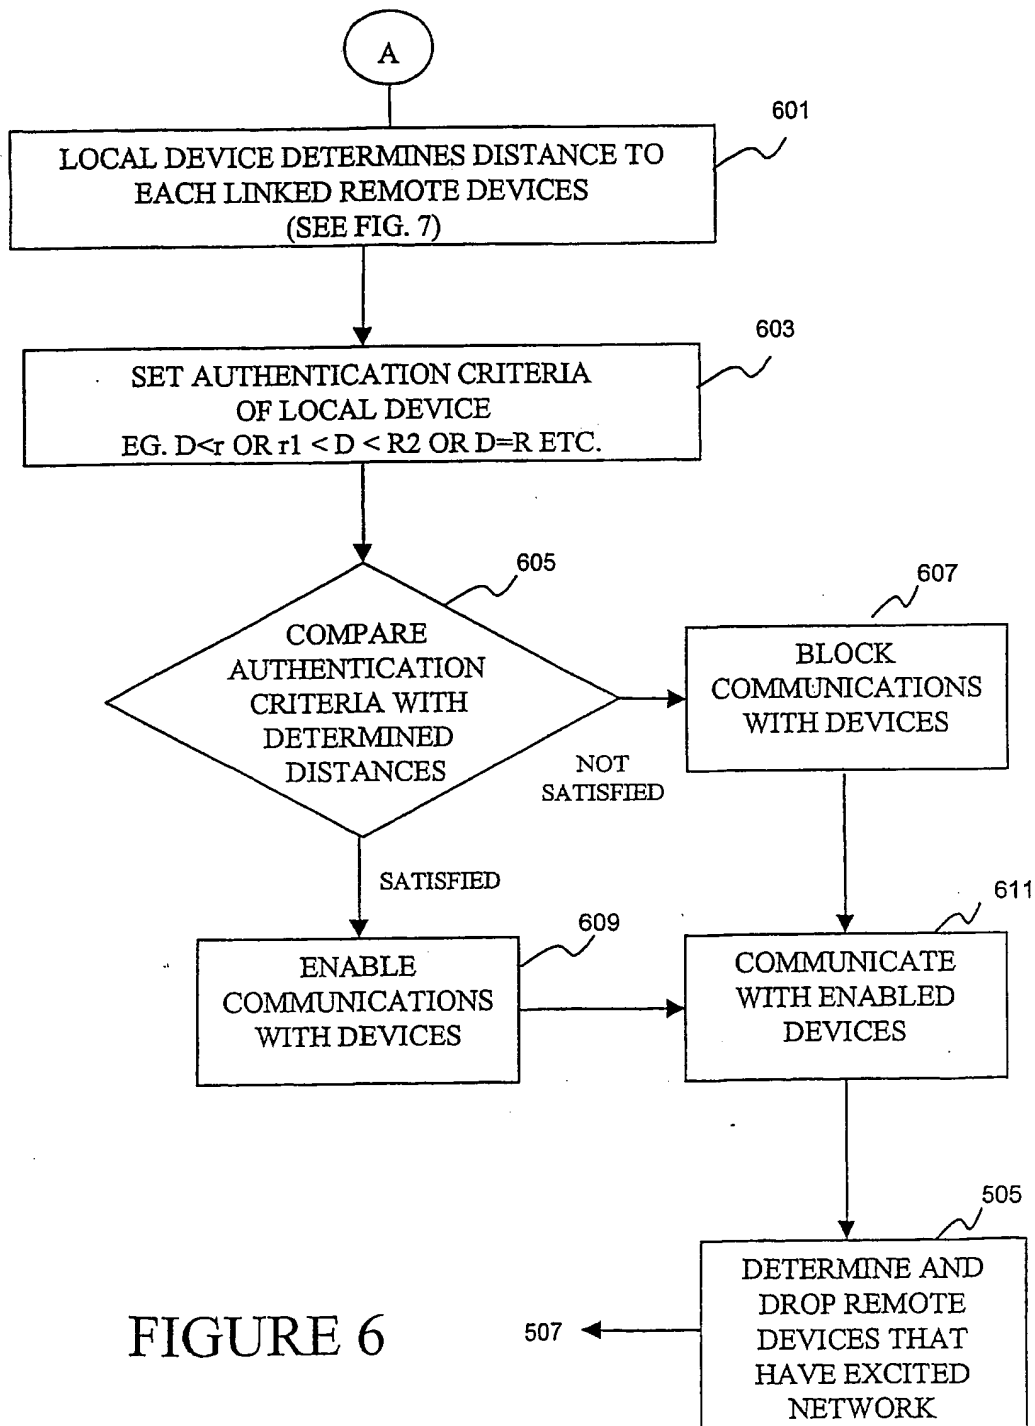 A
601
LOCAL DEVICE DETERMINES DISTANCE TO
EACH LINKED REMOTE DEVICES
(SEE FIG. 7)
603
SET AUTHENTICATION CRITERIA
OF LOCAL DEVICE
EG. D<r OR r1 < D < R2 OR D=R ETC.
605
COMPARE
AUTHENTICATION
CRITERIA WITH
DETERMINED
DISTANCES
607
BLOCK
COMMUNICATIONS
WITH DEVICES
NOT
SATISFIED
SATISFIED
609
ENABLE
COMMUNICATIONS
WITH DEVICES
611
COMMUNICATE
WITH ENABLED
DEVICES
505
DETERMINE AND
DROP REMOTE
DEVICES THAT
HAVE EXCITED
NETWORK
507
FIGURE 6